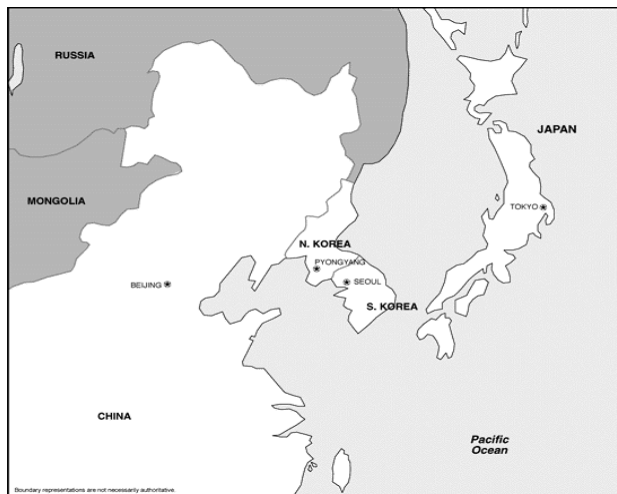 RUSSIA
JAPAN
MONGOLIA
TOKYO
N. KOREA
PYONGYANG
BEIJING
SEOUL
S. KOREA
CHINA
Pacific
Ocean
Boundary representations are not necessarily authoritative.